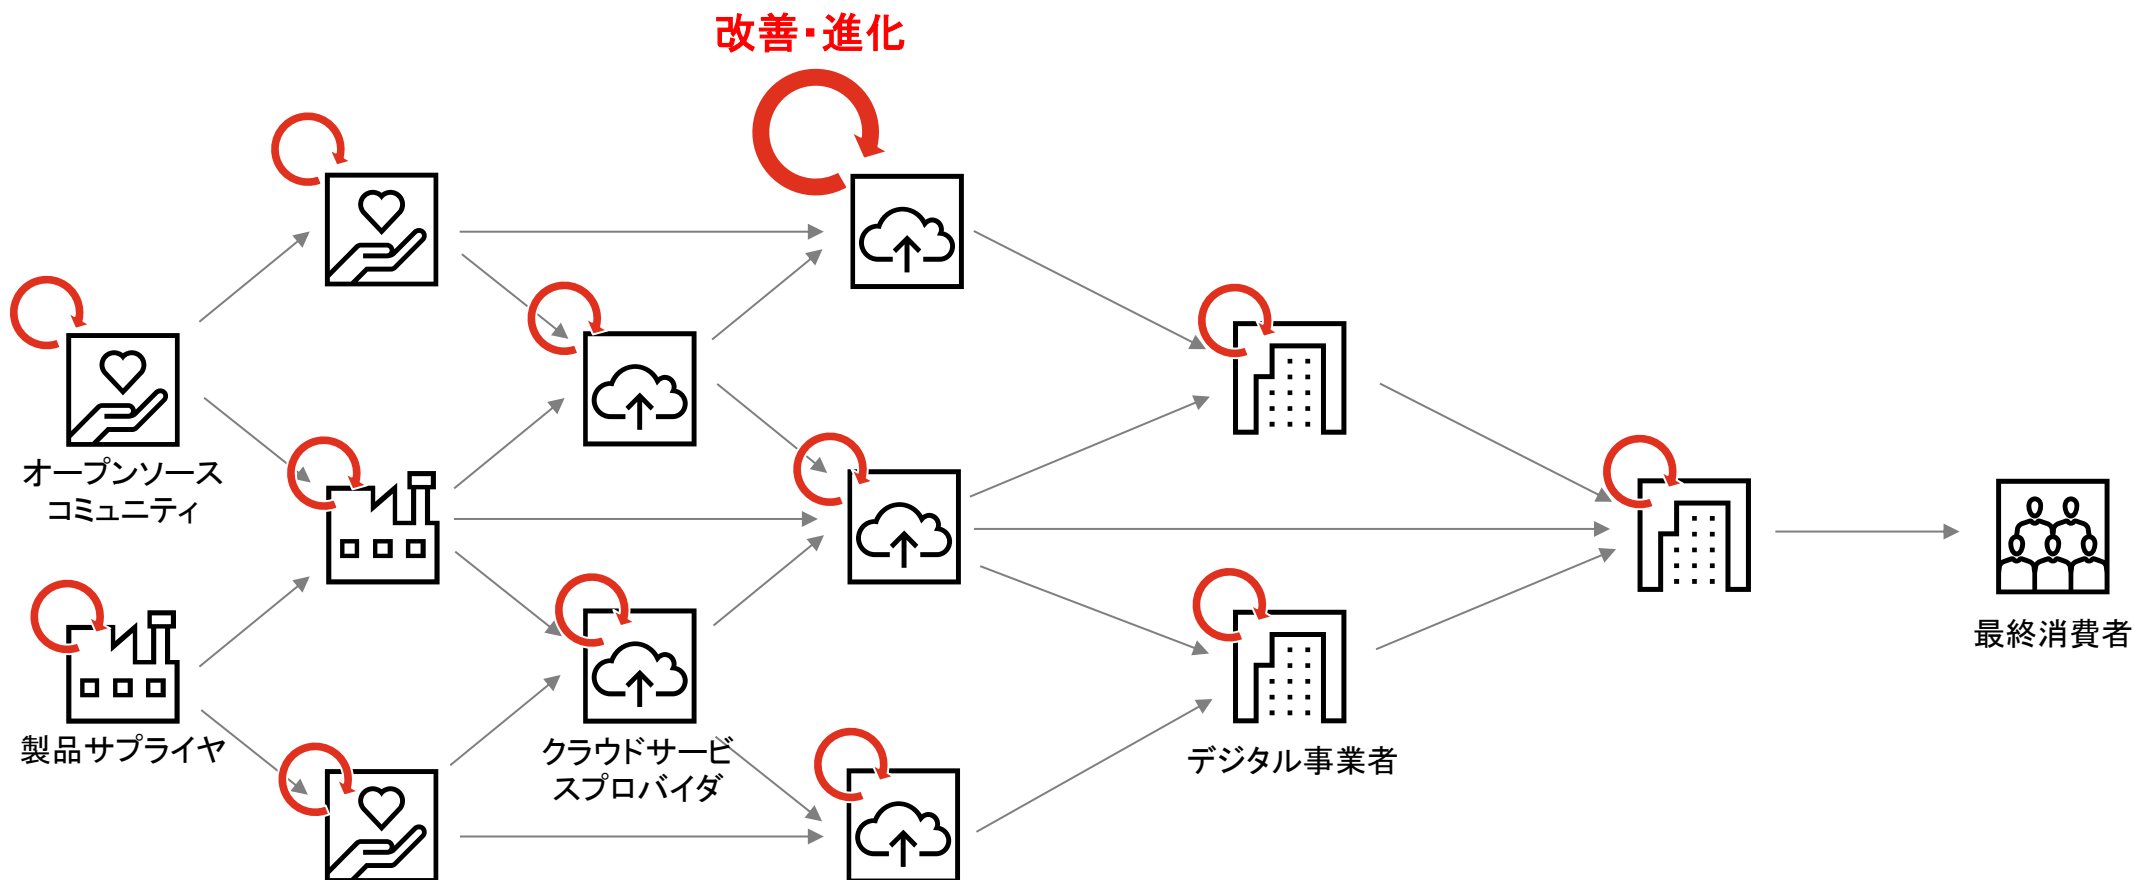 改善・進化
オープンソース
コミュニティ
製品サプライヤ
クラウドサービ
スプロバイダ
デジタル事業者
最終消費者